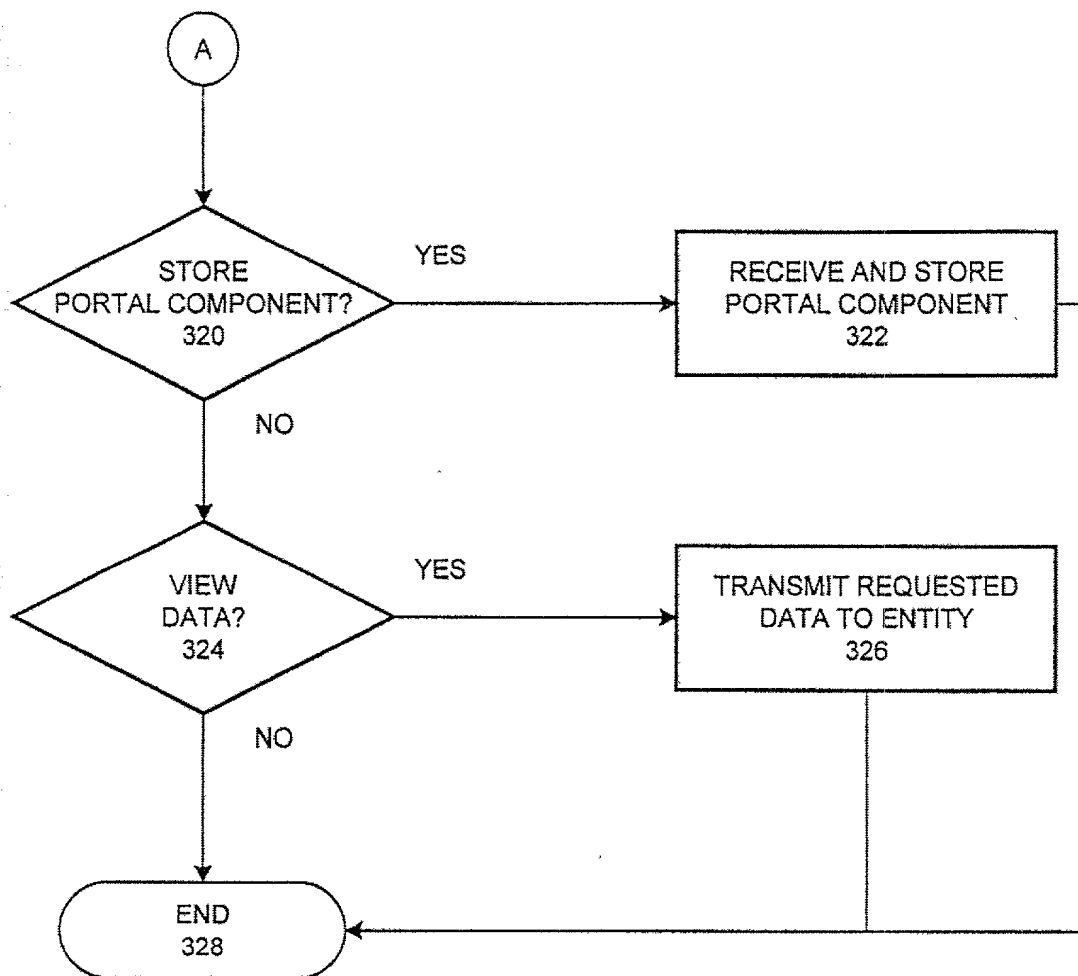 A
STORE
PORTAL COMPONENT?
320
YES
RECEIVE AND STORE
PORTAL COMPONENT
322
NO
VIEW
DATA?
324
YES
TRANSMIT REQUESTED
DATA TO ENTITY
326
NO
END
328